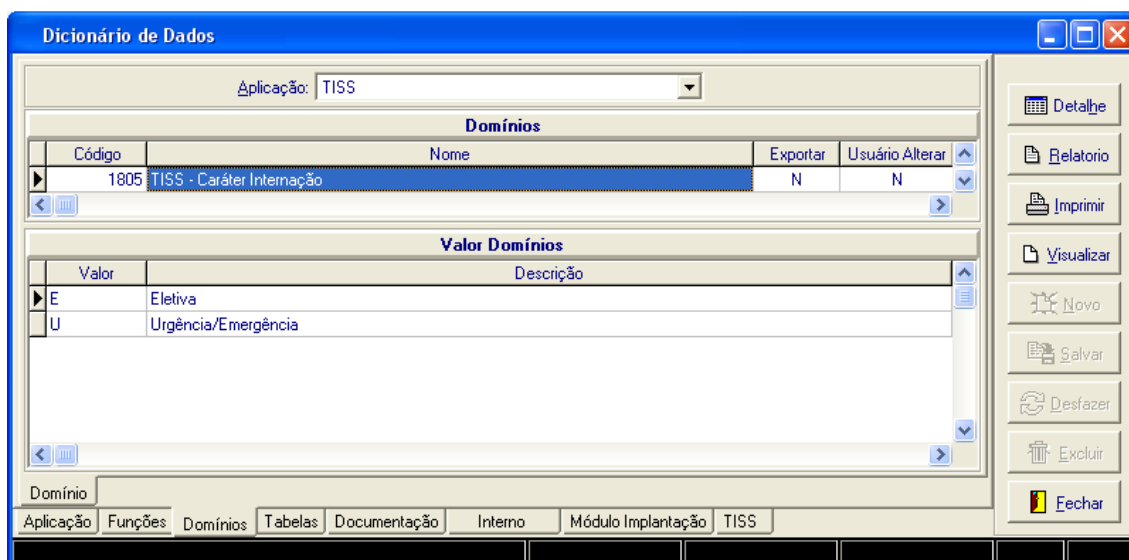 Dicionário de Dados
Aplicação: TISS
Detalhe
Domínios
Código Nome Exportar Usuário Alterar
Relatorio
1805 TISS - Caráter Internação N N
Imprimir
Valor Domínios
Visualizar
Valor Descrição
E Eletiva
Novo
U Urgência/Emergência
Salvar
Desfazer
Excluir
Domínio
Fechar
Aplicação Funções Domínios Tabelas Documentação Interno Módulo Implantação TISS